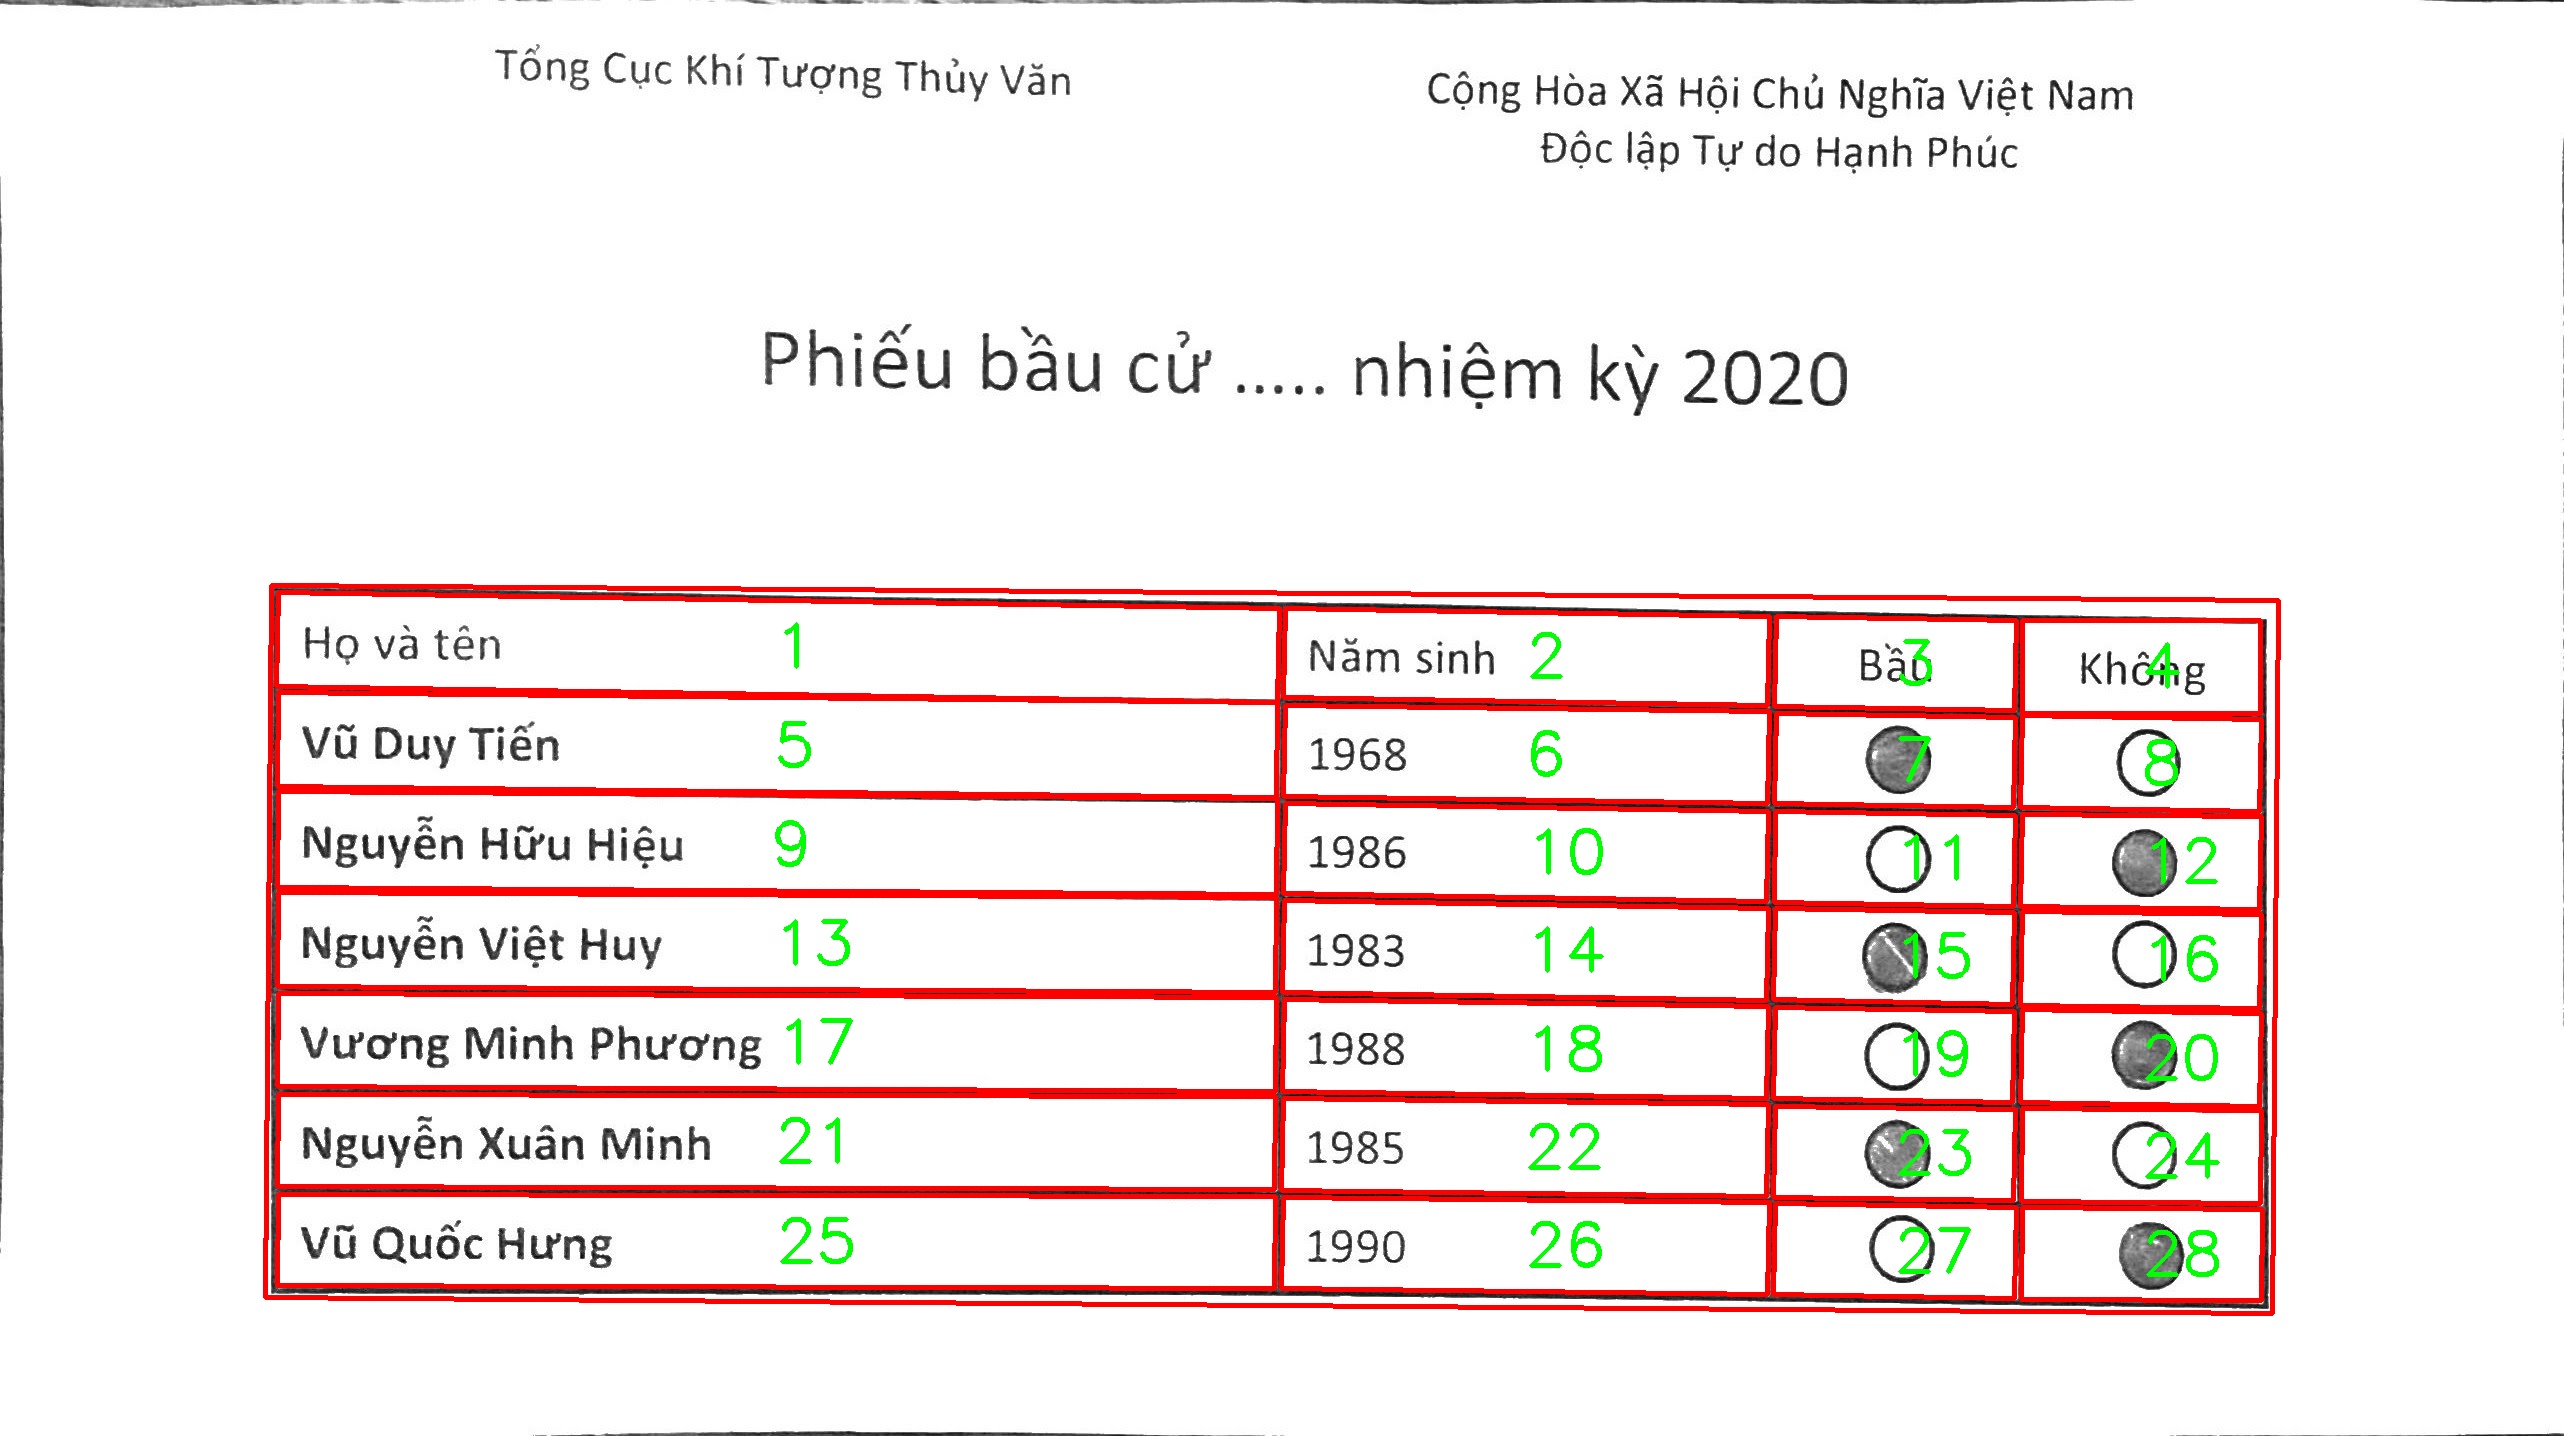 Tổng Cục Khí Tượng Thủy Văn
Cộng Hòa Xã Hội Chủ Nghĩa Việt Nam
Độc lập Tự do Hạnh Phúc
Phiếu bầu cử ..... nhiệm kỳ 2020
Họ và tên 1 Năm sinh 2 Bầu 3 Không 4
Vũ Duy Tiến 5 1968 6 7 8
Nguyễn Hữu Hiệu 9 1986 10 11 12
Nguyễn Việt Huy 13 1983 14 15 16
Vương Minh Phương 17 1988 18 19 20
Nguyễn Xuân Minh 21 1985 22 23 24
Vũ Quốc Hưng 25 1990 26 27 28